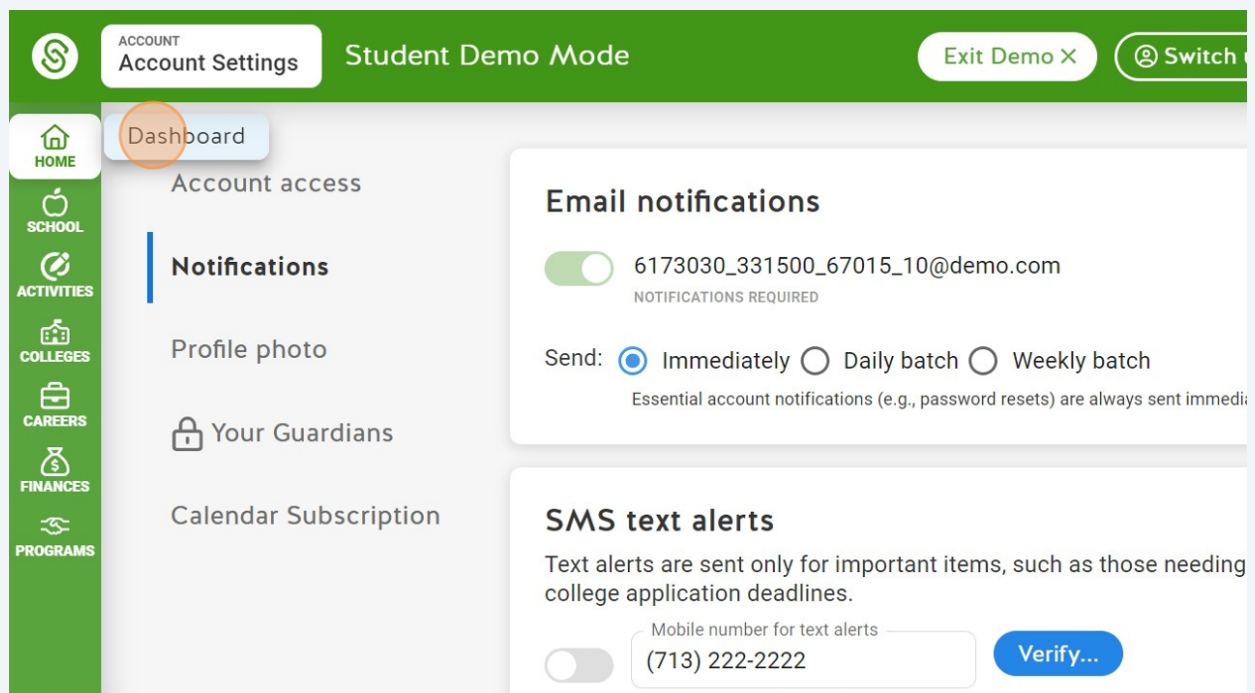 ACCOUNT
Account Settings
Student Demo Mode
Exit Demo X
Switch
HOME
Dashboard
SCHOOL
ACTIVITIES
COLLEGES
CAREERS
FINANCES
PROGRAMS
Account access
Notifications
Profile photo
Your Guardians
Calendar Subscription
Email notifications
6173030_331500_67015_10@demo.com
NOTIFICATIONS REQUIRED
Send: Immediately Daily batch Weekly batch
Essential account notifications (e.g., password resets) are always sent
SMS text alerts
Text alerts are sent only for important items, such as those needing
college application deadlines.
Mobile number for text alerts
(713) 222-2222
Verify...